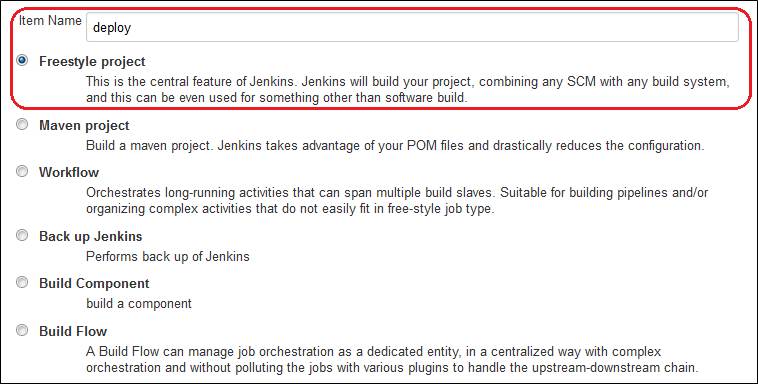 Item Name deploy
Freestyle project
This is the central feature of Jenkins. Jenkins will build your project, combining any SCM with any build system,
and this can be even used for something other than software build.
Maven project
Build a maven project. Jenkins takes advantage of your POM files and drastically reduces the configuration.
Workflow
Orchestrates long-running activities that can span multiple build slaves. Suitable for building pipelines and/or
organizing complex activities that do not easily fit in free-style job type.
Back up Jenkins
Performs back up of Jenkins
Build Component
build a component
Build Flow
A Build Flow can manage job orchestration as a dedicated entity, in a centralized way with complex
orchestration and without polluting the jobs with various plugins to handle the upstream-downstream chain.